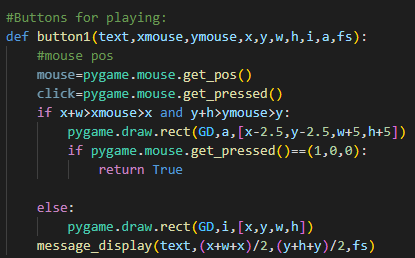 #Buttons for playing:
def button1(text,xmouse,ymouse,x,y,w,h,i,a,fs):
    #mouse pos
    mouse=pygame.mouse.get_pos()
    click=pygame.mouse.get_pressed()
    if x+w>xmouse>x and y+h>ymouse>y:
        pygame.draw.rect(GD,a,[x-2.5,y-2.5,w+5,h+5])
        if pygame.mouse.get_pressed()==(1,0,0):
            return True
    else:
        pygame.draw.rect(GD,i,[x,y,w,h])
    message_display(text,(x+w+x)/2,(y+h+y)/2,fs)